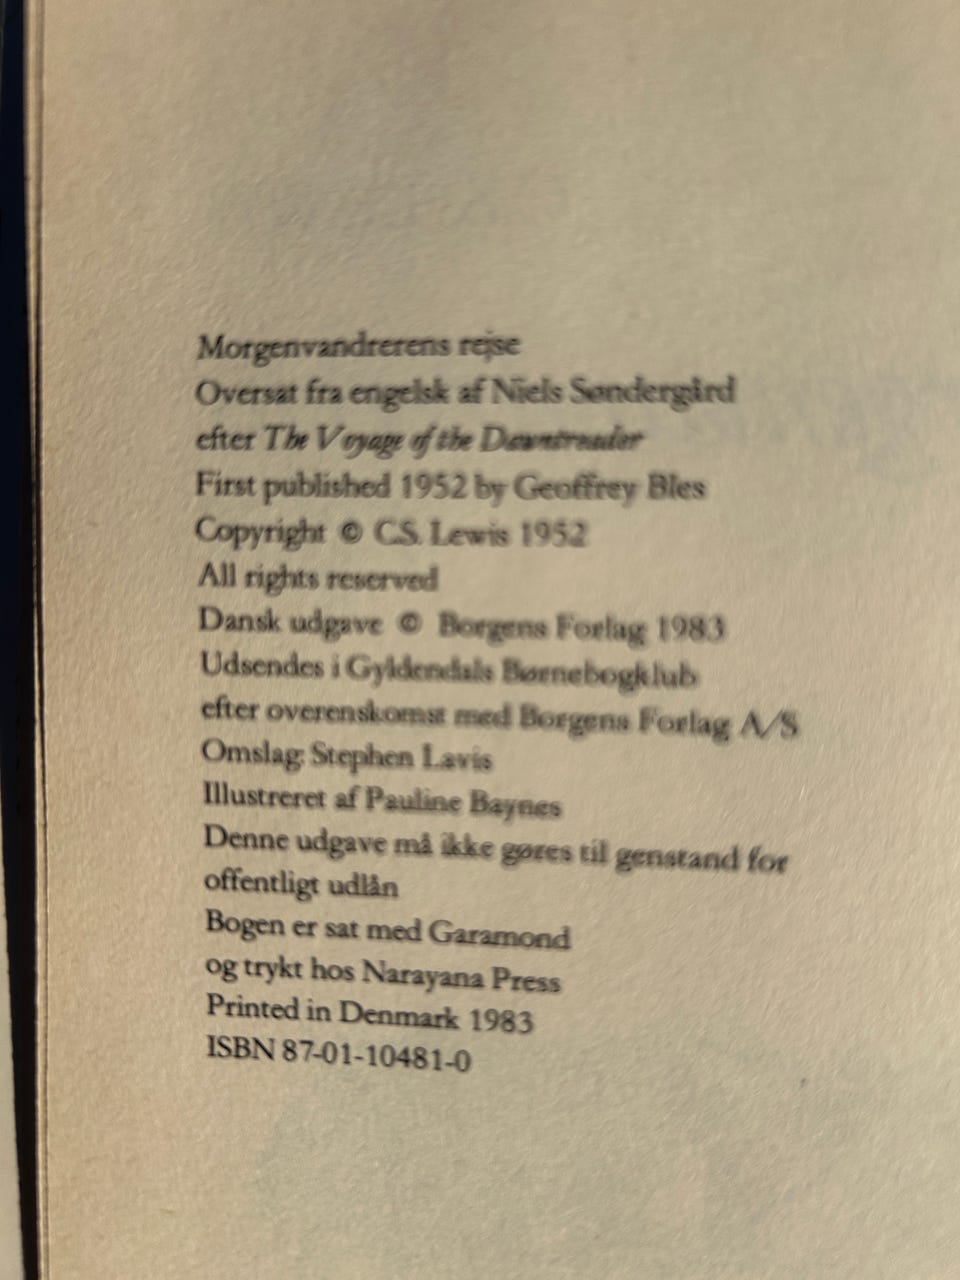 Morgenvandrerens rejse
Oversat fra engelsk af Niels Søndergård
efter The Voyage of the Dawntreader
First published 1952 by Geoffrey Bles
Copyright © C.S. Lewis 1952
All rights reserved
Dansk udgave © Borgens Forlag 1983
Udsendes i Gyldendals Børnebogklub
efter overenskomst med Borgens Forlag A/S
Omslag: Stephen Lavis
Illustreret af Pauline Baynes
Denne udgave må ikke gøres til genstand for
offentligt udlån
Bogen er sat med Garamond
og trykt hos Narayana Press
Printed in Denmark 1983
ISBN 87-01-10481-0